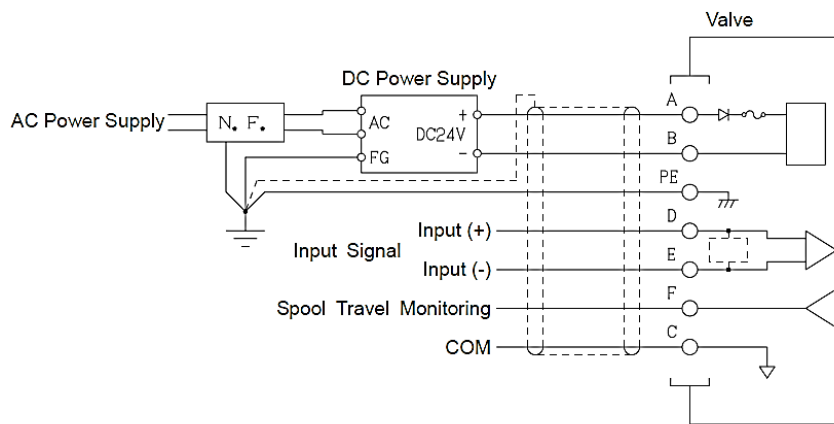 Valve
DC Power Supply
AC Power Supply
N. F.
AC
+
DC24V
-
FG
A
B
PE
Input Signal
Input (+)
D
Input (-)
E
Spool Travel Monitoring
F
COM
C